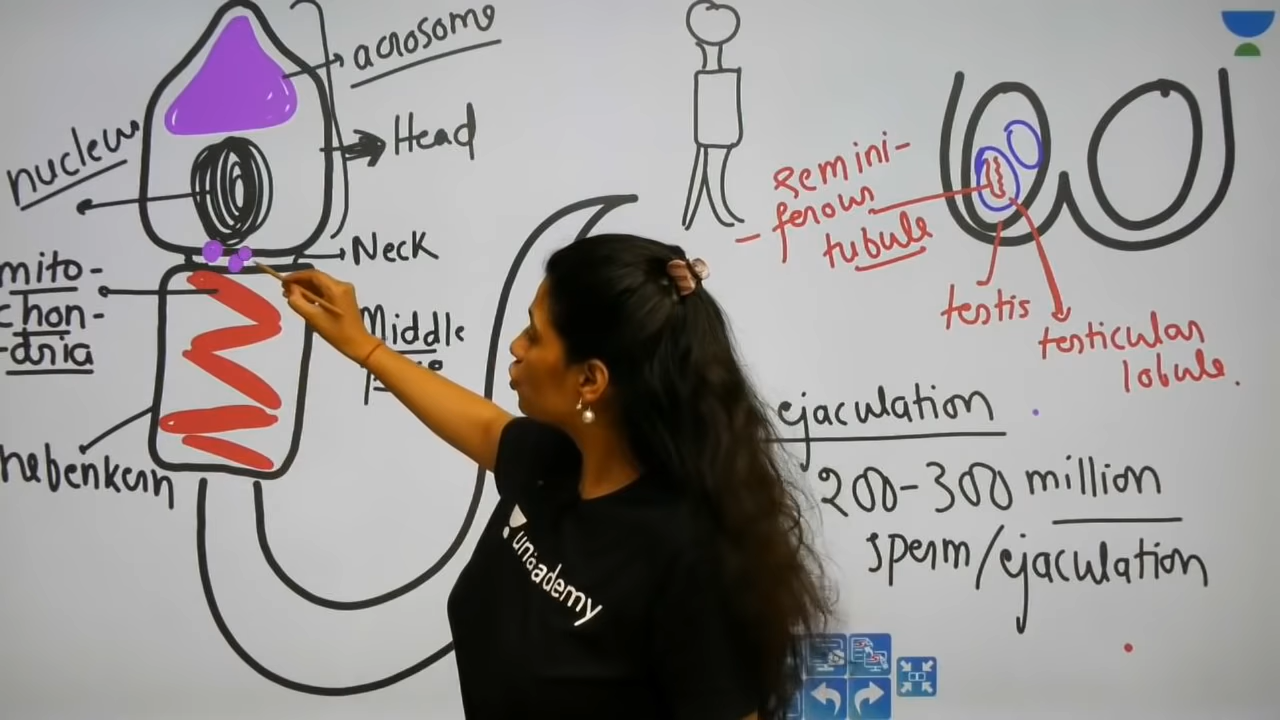 acrosome
Head
nucleus
Neck
mito-
chon-
-dria
Middle
nebenkern
semini-
-ferous
tubule
testis
testicular
lobule.
ejaculation
200-300 million
sperm/ejaculation
unacademy